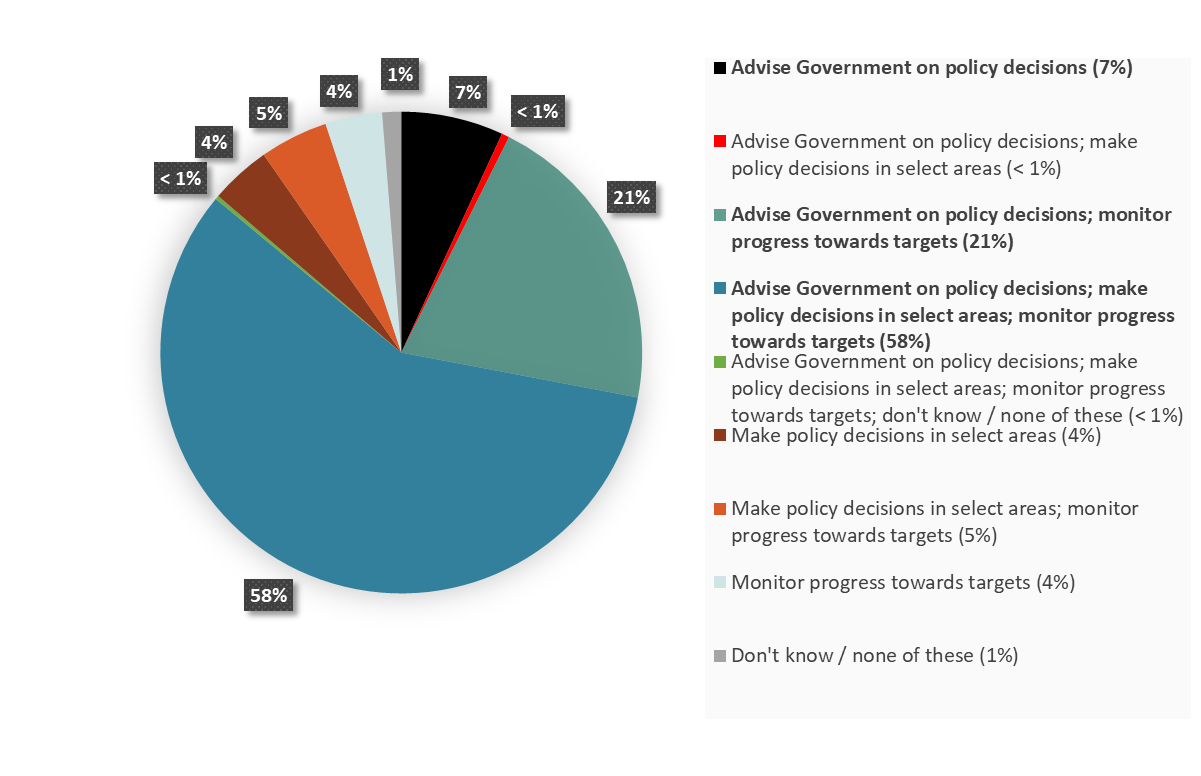 1%
4%
7%
5%
< 1%
4%
< 1%
21%
58%
Advise Government on policy decisions (7%)
Advise Government on policy decisions; make
policy decisions in select areas (< 1%)
Advise Government on policy decisions; monitor
progress towards targets (21%)
Advise Government on policy decisions; make
policy decisions in select areas; monitor progress
towards targets (58%)
Advise Government on policy decisions; make
policy decisions in select areas; monitor progress
towards targets; don't know / none of these (< 1%)
Make policy decisions in select areas (4%)
Make policy decisions in select areas; monitor
progress towards targets (5%)
Monitor progress towards targets (4%)
Don't know / none of these (1%)